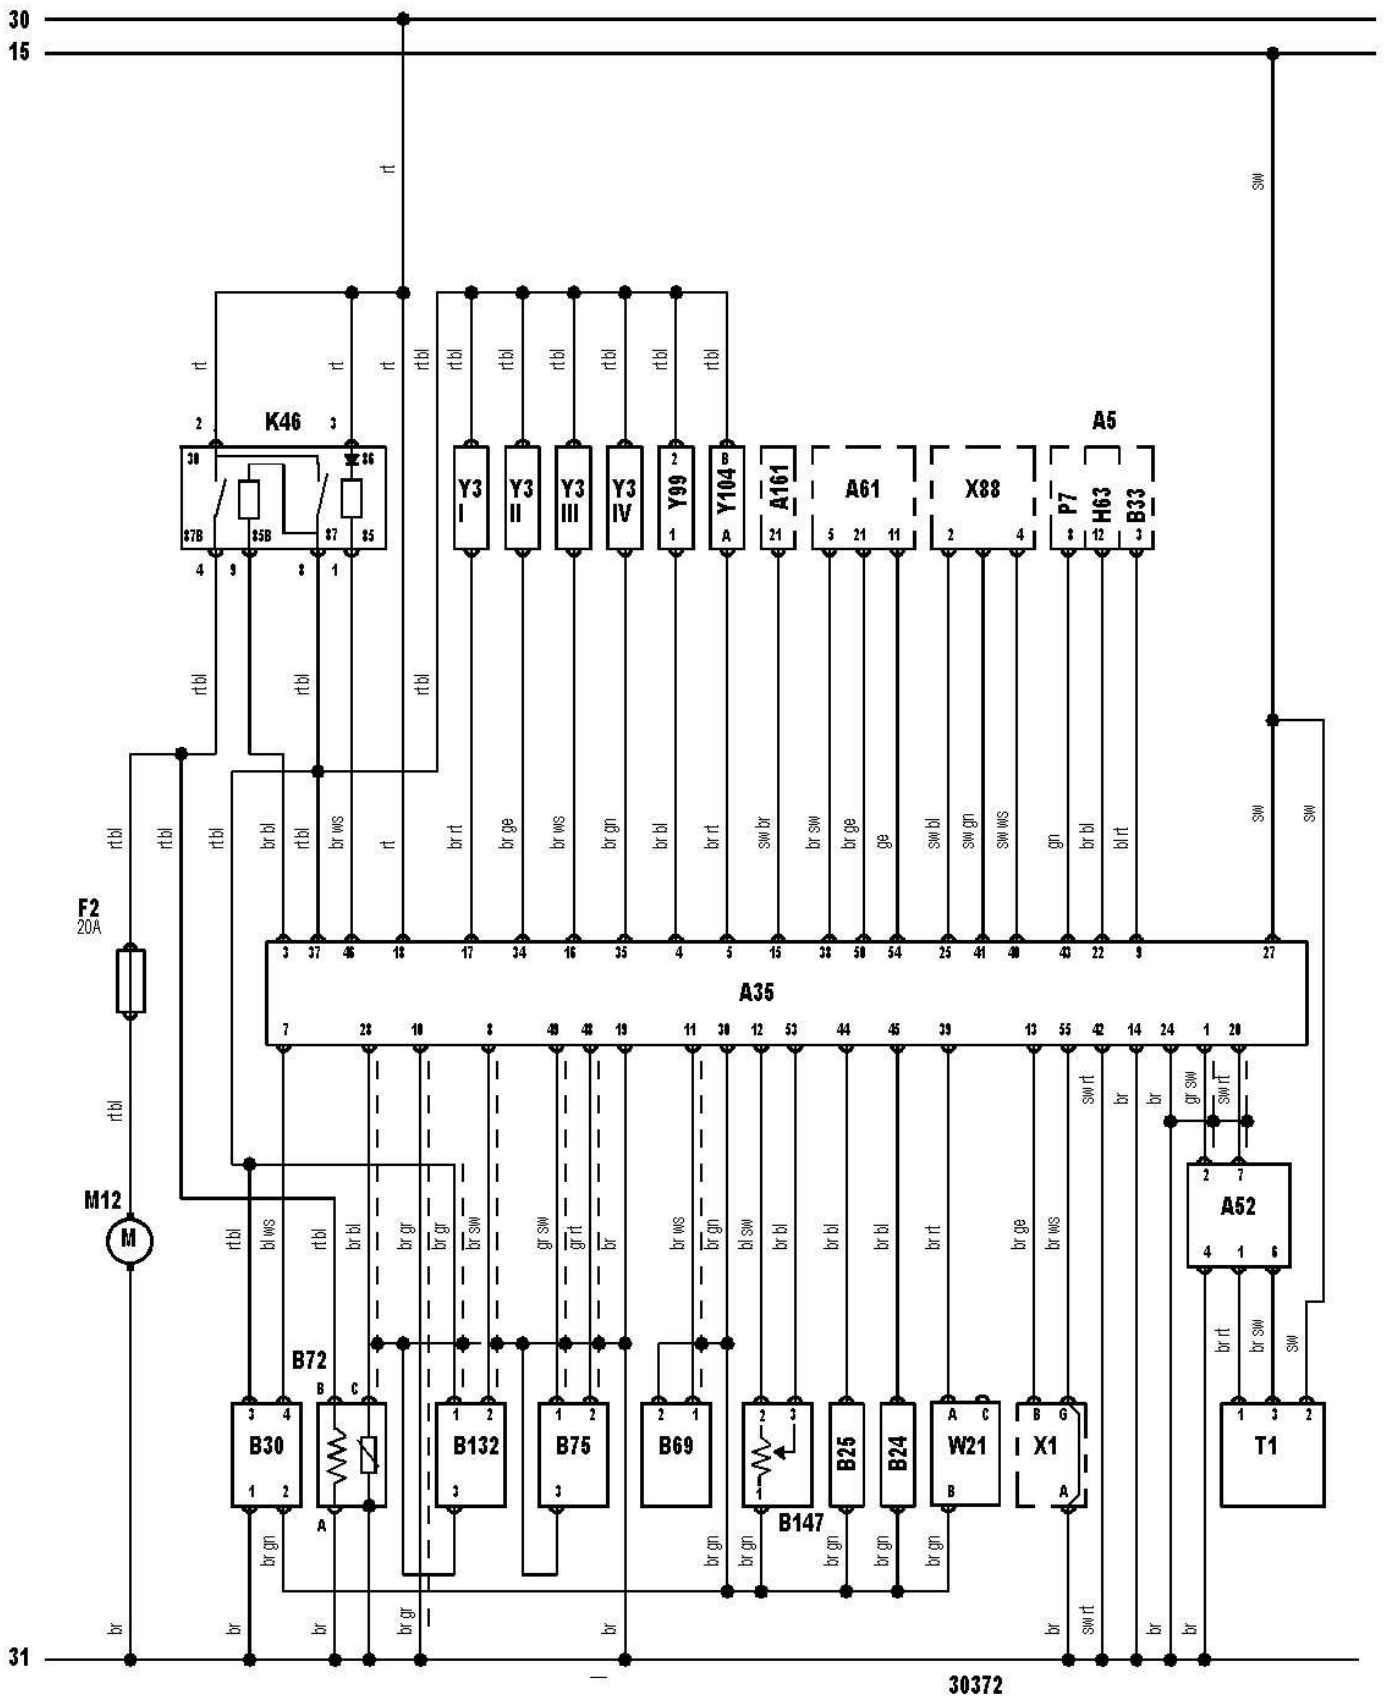 30
15
rt
sw
rt
rt
rt
rtbl
rtbl
rtbl
rtbl
rtbl
rtbl
rtbl
2
K46
3
A5
30
86
87B
85B
87
85
Y3
I
Y3
II
Y3
III
Y3
IV
2
Y99
1
B
Y104
A
A161
21
A61
5
21
11
X88
2
4
P7
H63
B33
8
12
3
4
9
8
1
rtbl
rtbl
rtbl
rtbl
rtbl
rtbl
br bl
rtbl
br ws
rt
br rt
br ge
br ws
br gn
br bl
br rt
sw br
br sw
br ge
ge
sw bl
sw gn
sw ws
gn
br bl
bl rt
sw
sw
F2
20A
3
37
46
18
17
34
16
35
4
5
15
38
50
54
25
41
40
43
22
9
27
A35
7
28
10
8
49
48
19
11
30
12
53
44
45
39
13
55
42
14
24
1
20
rtbl
sw rt
br
br
gr sw
sw rt
M12
M
2
7
A52
4
1
6
rtbl
bl ws
rtbl
br bl
br gr
br gr
br sw
gr sw
gr rt
br
br ws
br gn
bl sw
br bl
br bl
br bl
br rt
br ge
br ws
br rt
br sw
sw
B72
B
C
3
4
B30
1
2
A
1
2
B132
3
1
2
B75
3
2
1
B69
2
3
1
B147
B25
B24
A
C
W21
B
B
G
X1
A
1
3
2
T1
br gn
br gn
br gn
br gn
br gn
br gn
br
br
br
br gr
br
br
sw rt
br
br
31
30372